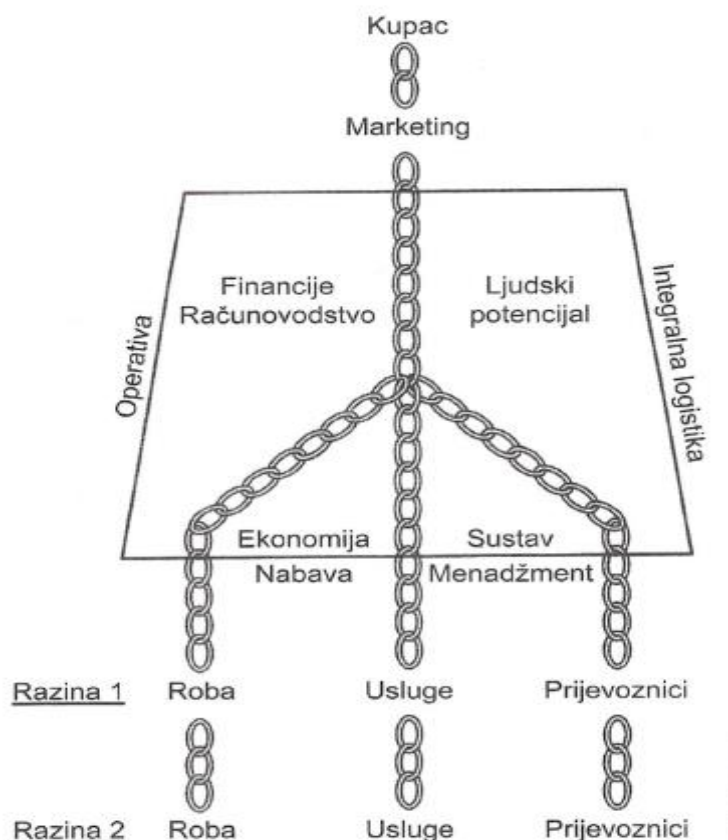 Kupac
Marketing
Financije
Računovodstvo
Ljudski
potencijal
Operativa
Integralna logistika
Ekonomija
Sustav
Nabava
Menadžment
Razina 1 Roba Usluge Prijevoznici
Razina 2 Roba Usluge Prijevoznici